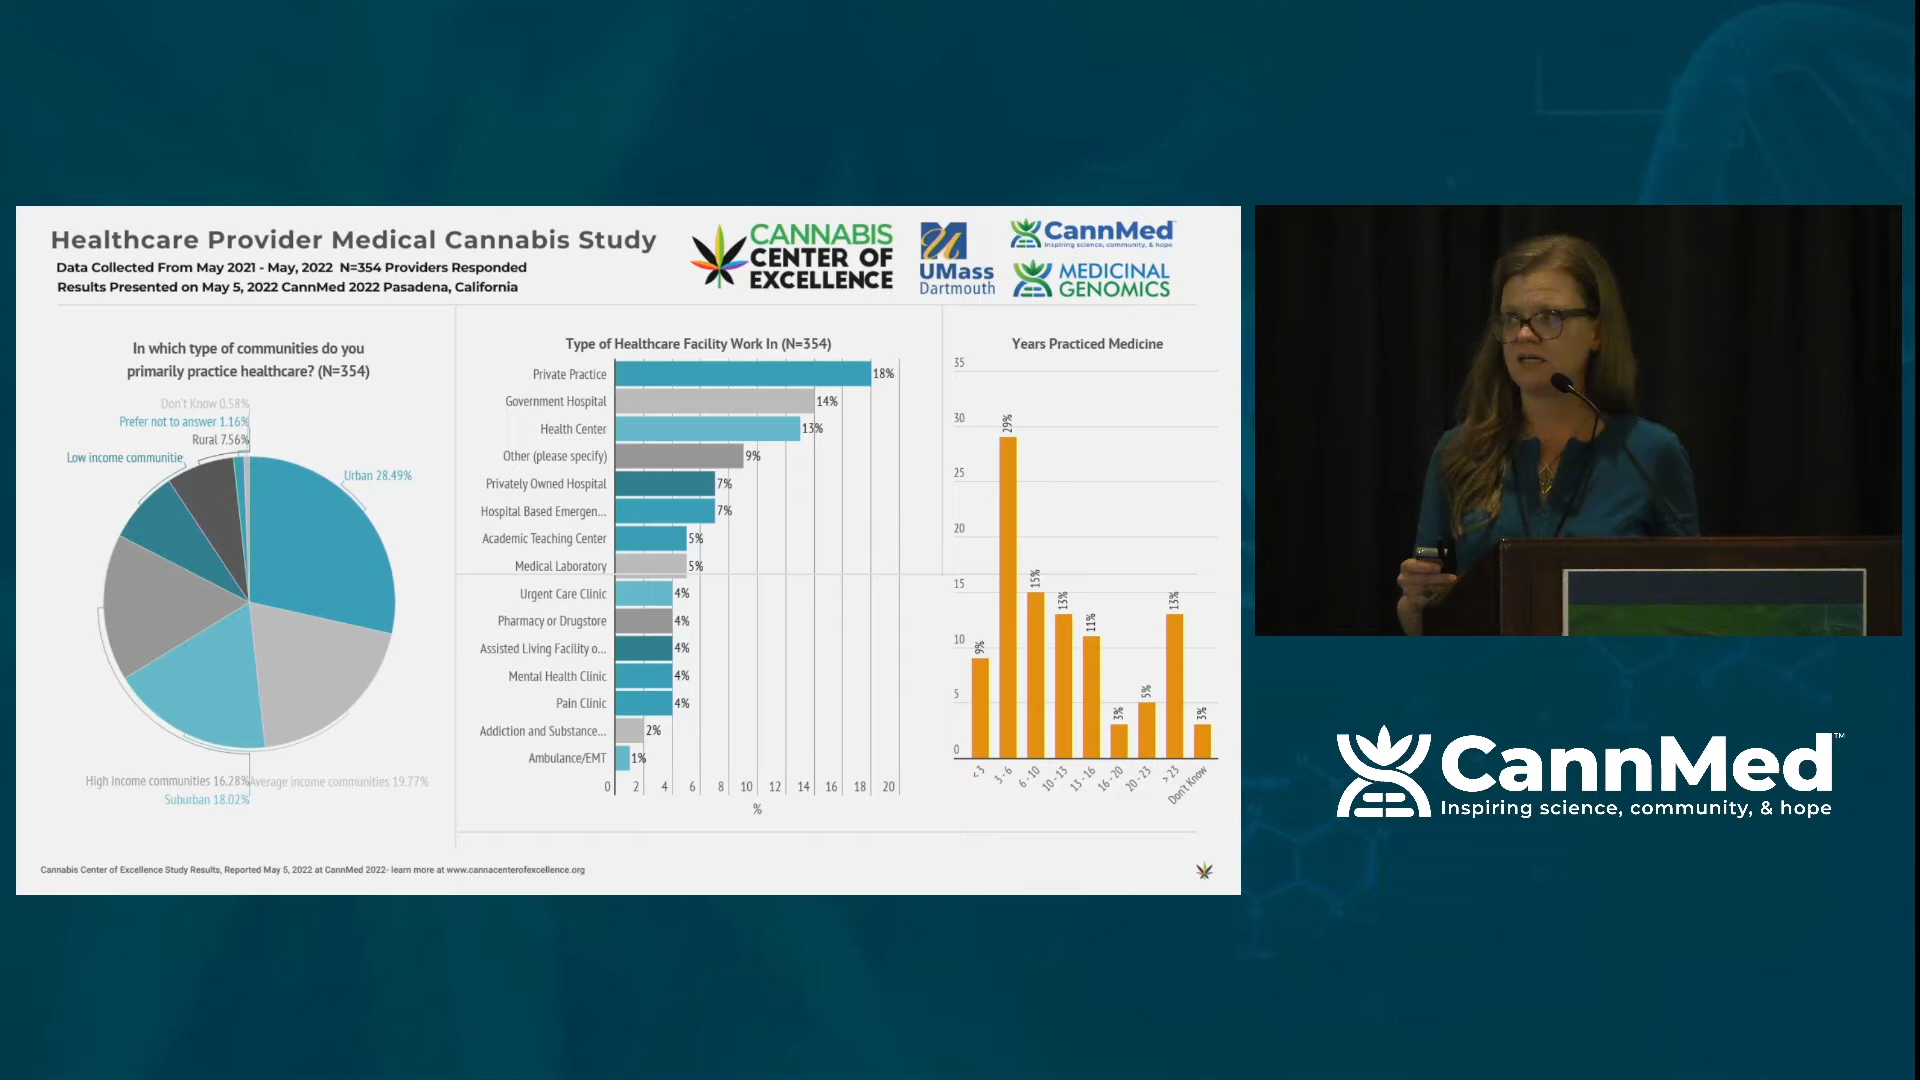 Healthcare Provider Medical Cannabis Study
Data Collected From May 2021 - May, 2022 N=354 Providers Responded
Results Presented on May 5, 2022 CannMed 2022 Pasadena, California
CANNABIS
CENTER OF
EXCELLENCE
UMass
Dartmouth
CannMed
Inspiring science, community, & hope
MEDICINAL
GENOMICS
In which type of communities do you
primarily practice healthcare? (N=354)
Don't Know 0.58%
Prefer not to answer 1.16%
Rural 7.56%
Low income communitie
Urban 28.49%
High income communities 16.28%
Average income communities 19.77%
Suburban 18.02%
Type of Healthcare Facility Work In (N=354)
Private Practice 18%
Government Hospital 14%
Health Center 13%
Other (please specify) 9%
Privately Owned Hospital 7%
Hospital Based Emergen... 7%
Academic Teaching Center 5%
Medical Laboratory 5%
Urgent Care Clinic 4%
Pharmacy or Drugstore 4%
Assisted Living Facility o... 4%
Mental Health Clinic 4%
Pain Clinic 4%
Addiction and Substance... 2%
Ambulance/EMT 1%
0 2 4 6 8 10 12 14 16 18 20
%
Years Practiced Medicine
35
30
25
20
15
10
5
0
9% 29% 15% 13% 11% 3% 5% 13% 3%
< 3 3 - 6 6 - 10 10 - 13 13 - 16 16 - 20 20 - 23 > 23 Don't Know
Cannabis Center of Excellence Study Results, Reported May 5, 2022 at CannMed 2022- learn more at www.cannacenterofexcellence.org
CannMed™
Inspiring science, community, & hope